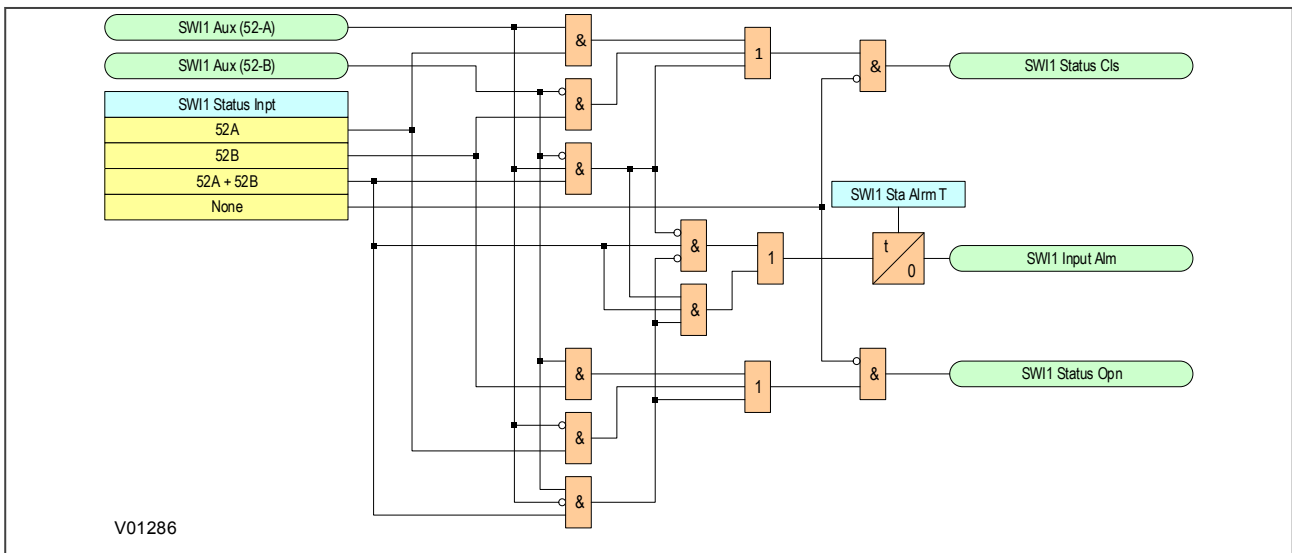 SWI1 Aux (52-A)
SWI1 Aux (52-B)
SWI1 Status Inpt
52A
52B
52A + 52B
None
&
&
&
1
&
SWI1 Status Cls
&
&
1
SWI1 Sta Alrm T
t
0
SWI1 Input Alm
&
&
&
1
&
SWI1 Status Opn
V01286